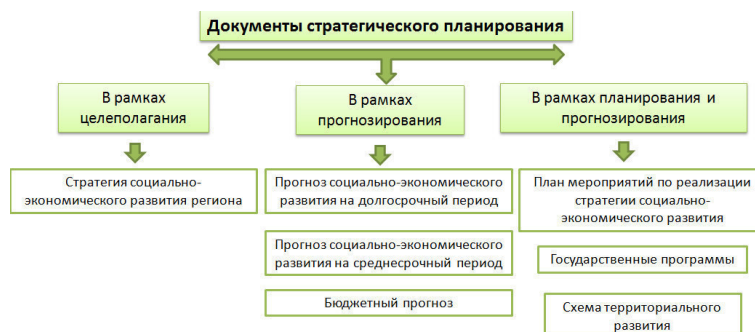 Документы стратегического планирования
В рамках
целеполагания
В рамках
прогнозирования
В рамках планирования и
прогнозирования
Стратегия социально-
экономического развития региона
Прогноз социально-экономического
развития на долгосрочный период
Прогноз социально-экономического
развития на среднесрочный период
Бюджетный прогноз
План мероприятий по реализации
стратегии социально-
экономического развития
Государственные программы
Схема территориального
развития